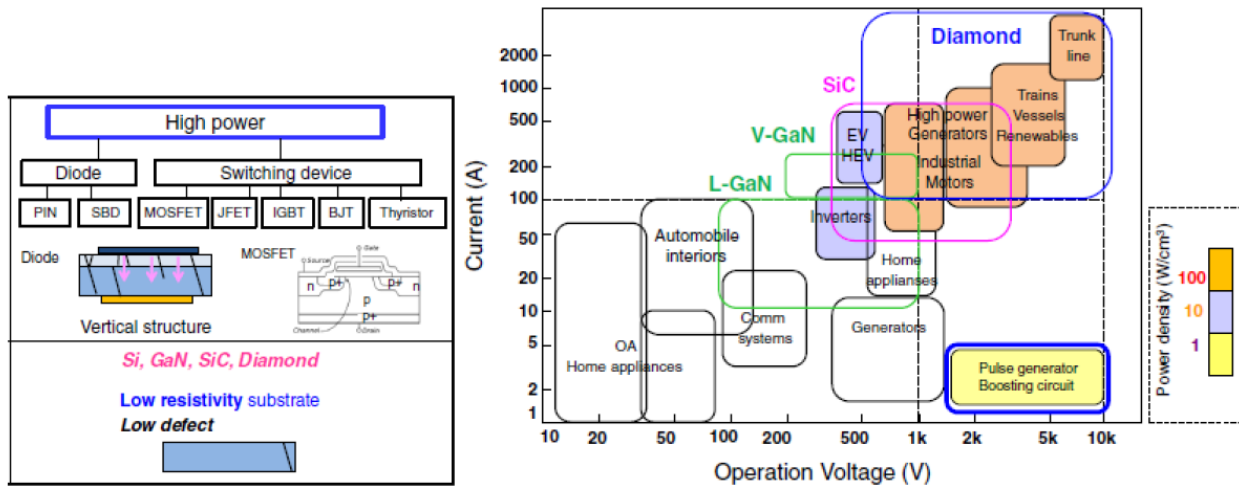 High power
Diode
Switching device
PIN
SBD
MOSFET
JFET
IGBT
BJT
Thyristor
Diode
MOSFET
Source
Gate
n
p+
p+
n
p
p+
Channel
Drain
Vertical structure
Si, GaN, SiC, Diamond
Low resistivity substrate
Low defect
Current (A)
2000
1000
500
200
100
50
20
10
5
2
1
10
20
50
100
200
500
1k
2k
5k
10k
Operation Voltage (V)
Diamond
SiC
V-GaN
L-GaN
Trunk
line
Trains
Vessels
Renewables
High power
Generators
Industrial
Motors
EV
HEV
Inverters
Automobile
interiors
Home
appliances
Comm
systems
Generators
OA
Home appliances
Pulse generator
Boosting circuit
Power density (W/cm³)
100
10
1